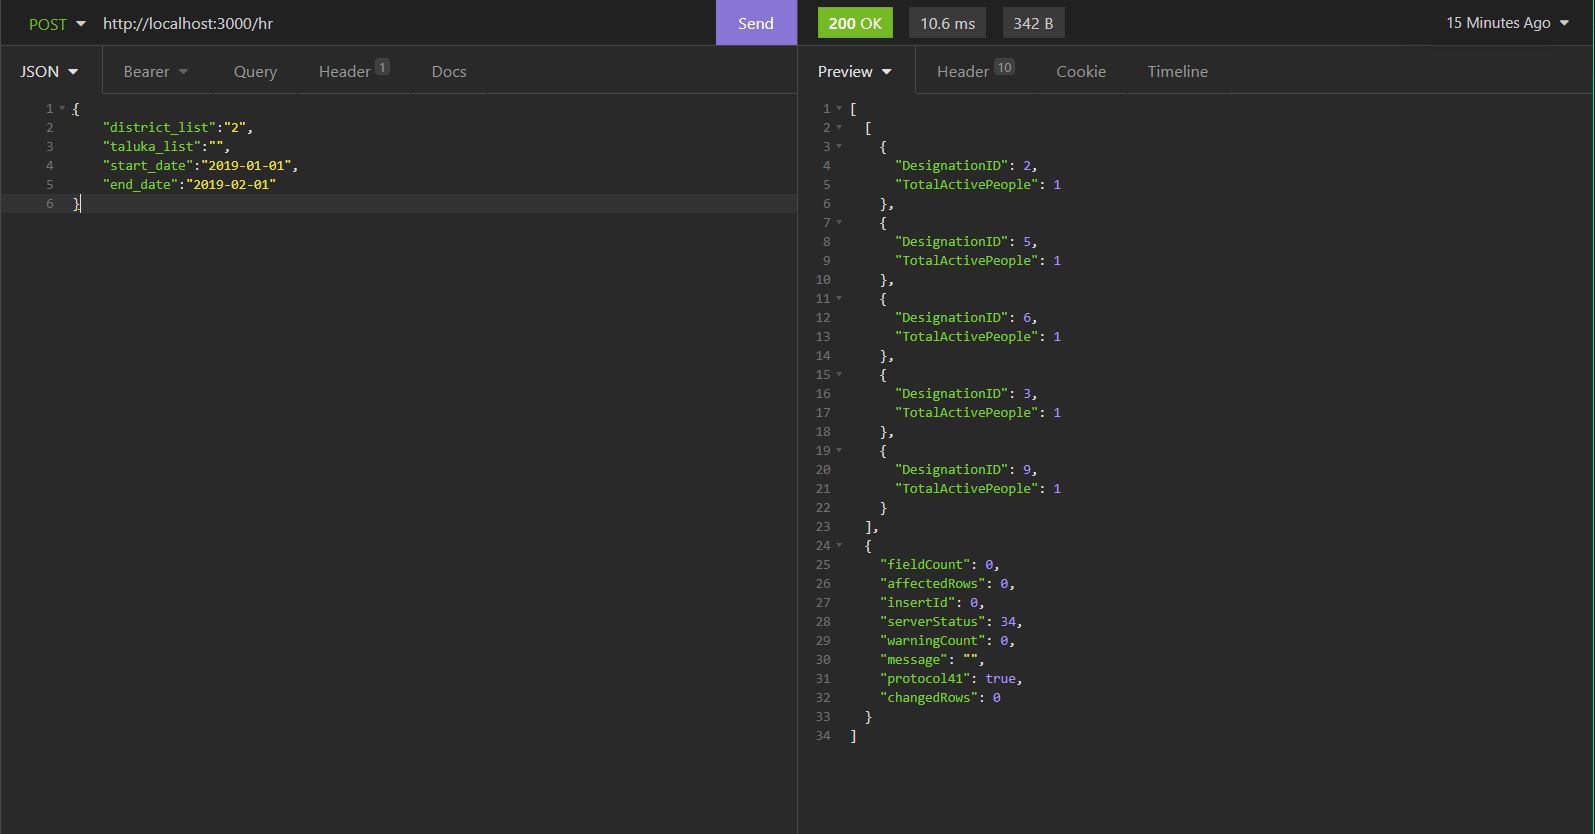 POST http://localhost:3000/hr Send 200 OK 10.6 ms 342 B 15 Minutes Ago
JSON Bearer Query Header 1 Docs
1 {
2 "district_list":"2",
3 "taluka_list":"",
4 "start_date":"2019-01-01",
5 "end_date":"2019-02-01"
6 }
Preview Header 10 Cookie Timeline
1 [
2 [
3 {
4 "DesignationID": 2,
5 "TotalActivePeople": 1
6 },
7 {
8 "DesignationID": 5,
9 "TotalActivePeople": 1
10 },
11 {
12 "DesignationID": 6,
13 "TotalActivePeople": 1
14 },
15 {
16 "DesignationID": 3,
17 "TotalActivePeople": 1
18 },
19 {
20 "DesignationID": 9,
21 "TotalActivePeople": 1
22 }
23 ],
24 {
25 "fieldCount": 0,
26 "affectedRows": 0,
27 "insertId": 0,
28 "serverStatus": 34,
29 "warningCount": 0,
30 "message": "",
31 "protocol41": true,
32 "changedRows": 0
33 }
34 ]